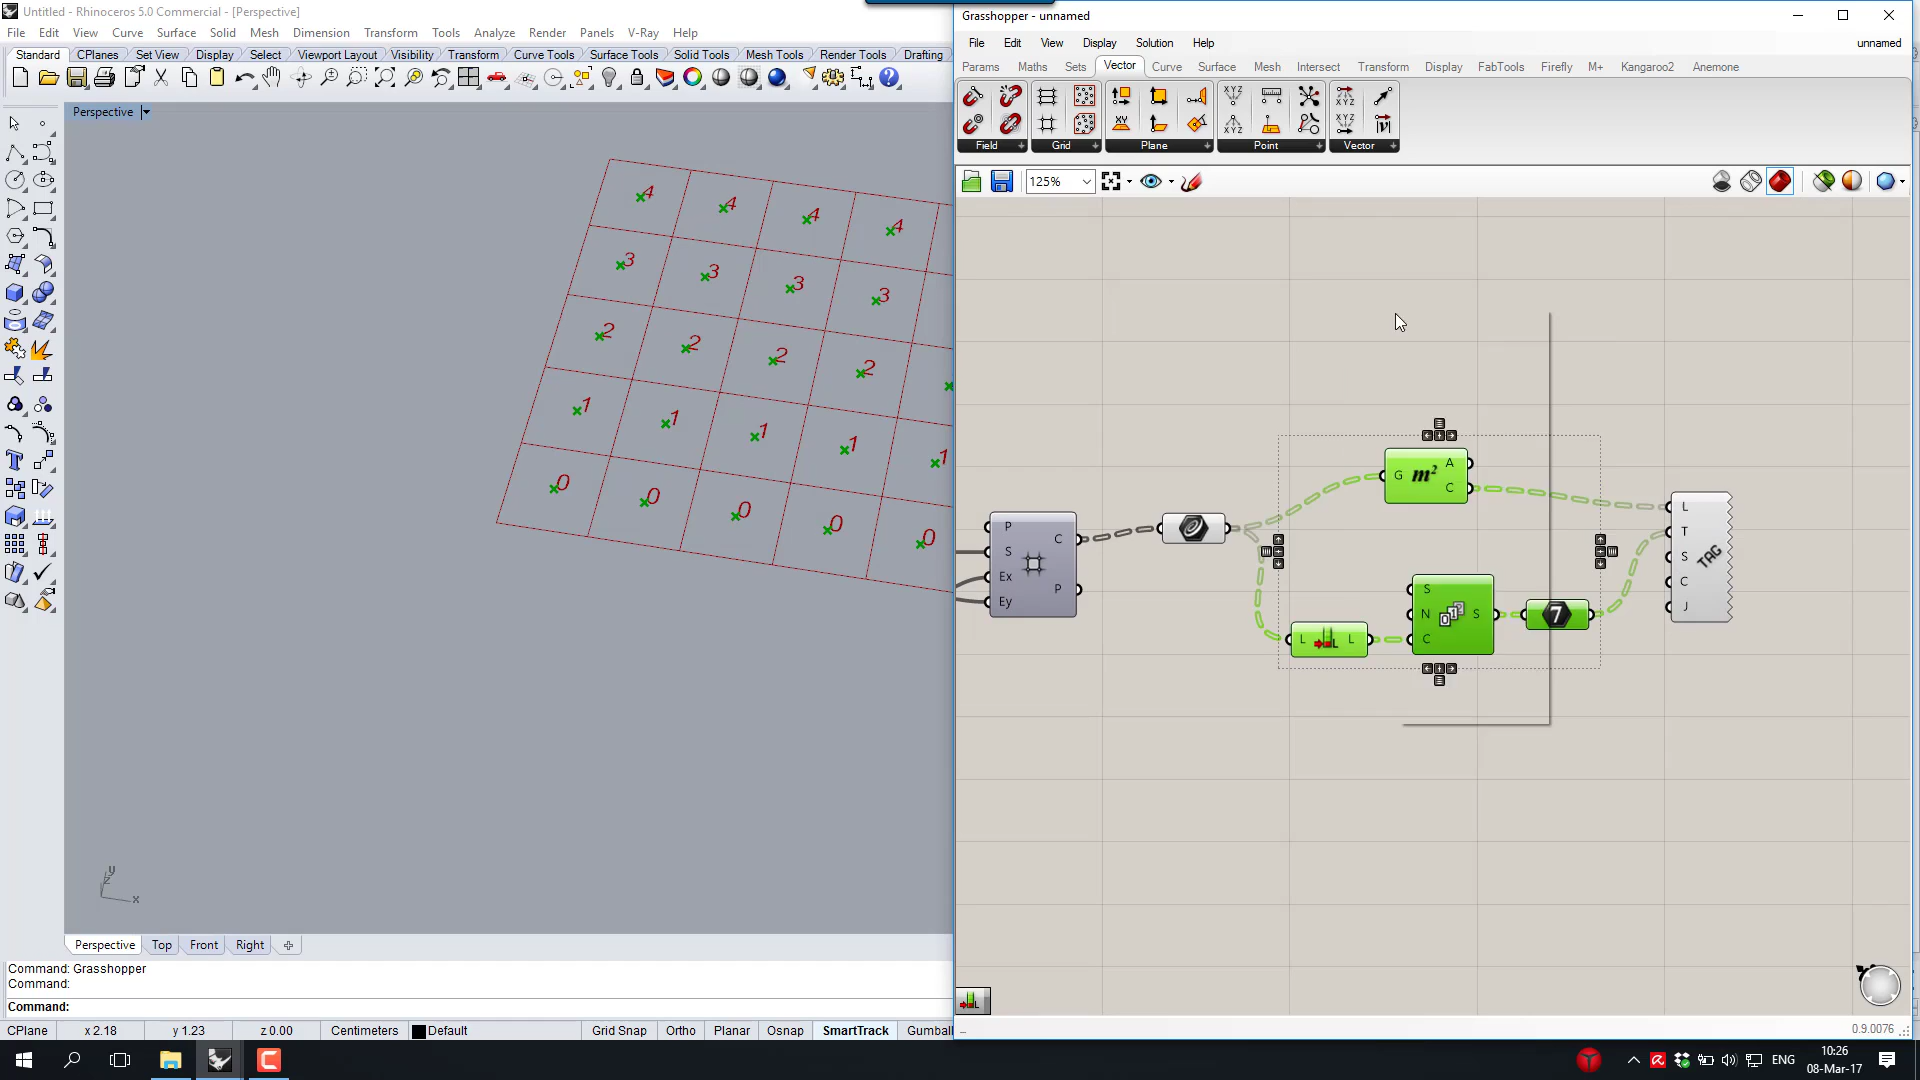 Untitled - Rhinoceros 5.0 Commercial - [Perspective]
File Edit View Curve Surface Solid Mesh Dimension Transform Tools Analyze Render Panels V-Ray Help
Standard CPlanes Set View Display Select Viewport Layout Visibility Transform Curve Tools Surface Tools Solid Tools Mesh Tools Render Tools Drafting
Perspective
4 4 4 4
3 3 3 3
2 2 2 2
1 1 1 1 1
0 0 0 0 0
y
z
x
Perspective Top Front Right
Command: Grasshopper
Command:
Command:
CPlane x 2.18 y 1.23 z 0.00 Centimeters Default Grid Snap Ortho Planar Osnap SmartTrack Gumball
Grasshopper - unnamed
File Edit View Display Solution Help unnamed
Params Maths Sets Vector Curve Surface Mesh Intersect Transform Display FabTools Firefly M+ Kangaroo2 Anemone
Field Grid Plane Point Vector
125%
P S Ex Ey C P
G m² A C
L L
S N C S
7
L T S C J TAG
0.9.0076
ENG
10:26
08-Mar-17